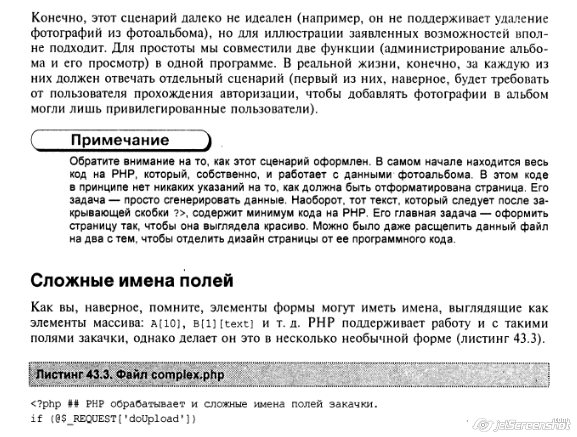 Конечно, этот сценарий далеко не идеален (например, он не поддерживает удаление
фотографий из фотоальбома), но для иллюстрации заявленных возможностей впол-
не подходит. Для простоты мы совместили две функции (администрирование альбо-
ма и его просмотр) в одной программе. В реальной жизни, конечно, за каждую из
них должен отвечать отдельный сценарий (первый из них, наверное, будет требовать
от пользователя прохождения авторизации, чтобы добавлять фотографии в альбом
могли лишь привилегированные пользователи).
Примечание
Обратите внимание на то, как этот сценарий оформлен. В самом начале находится весь
код на PHP, который, собственно, и работает с данными фотоальбома. В этом коде
в принципе нет никаких указаний на то, как должна быть отформатирована страница. Его
задача — просто сгенерировать данные. Наоборот, тот текст, который следует после за-
крывающей скобки ?>, содержит минимум кода на PHP. Его главная задача — оформить
страницу так, чтобы она выглядела красиво. Можно было даже расщепить данный файл
на два с тем, чтобы отделить дизайн страницы от ее программного кода.
Сложные имена полей
Как вы, наверное, помните, элементы формы могут иметь имена, выглядящие как
элементы массива: A[10], B[1][text] и т. д. PHP поддерживает работу и с такими
полями закачки, однако делает он это в несколько необычной форме (листинг 43.3).
Листинг 43.3. Файл complex.php
<?php ## PHP обрабатывает и сложные имена полей закачки.
if (@$_REQUEST['doUpload'])
jetScreenshot